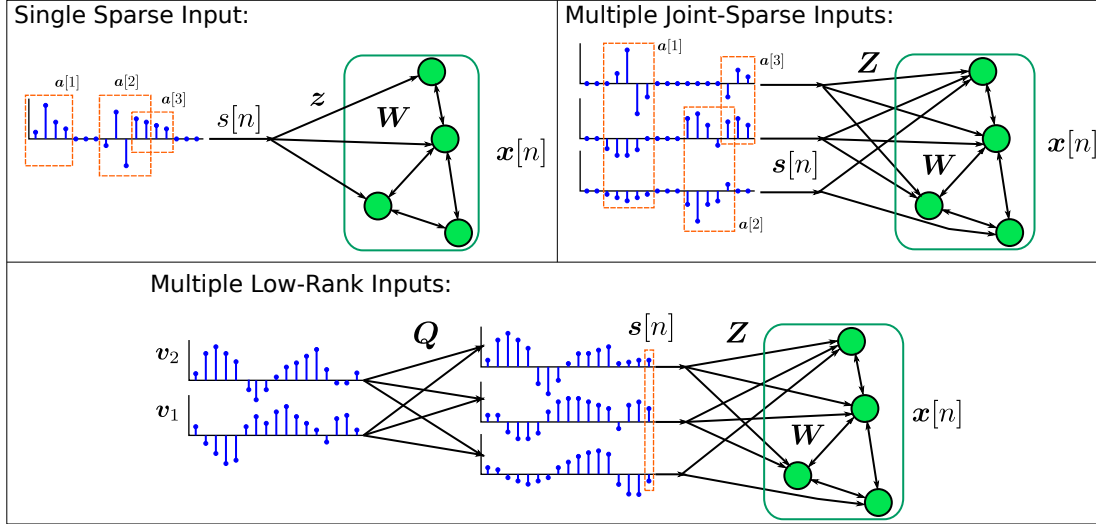 Single Sparse Input:
a[1]
a[2]
a[3]
s[n]
z
W
x[n]
Multiple Joint-Sparse Inputs:
a[1]
a[3]
a[2]
s[n]
Z
W
x[n]
Multiple Low-Rank Inputs:
v₂
v₁
Q
s[n]
Z
W
x[n]